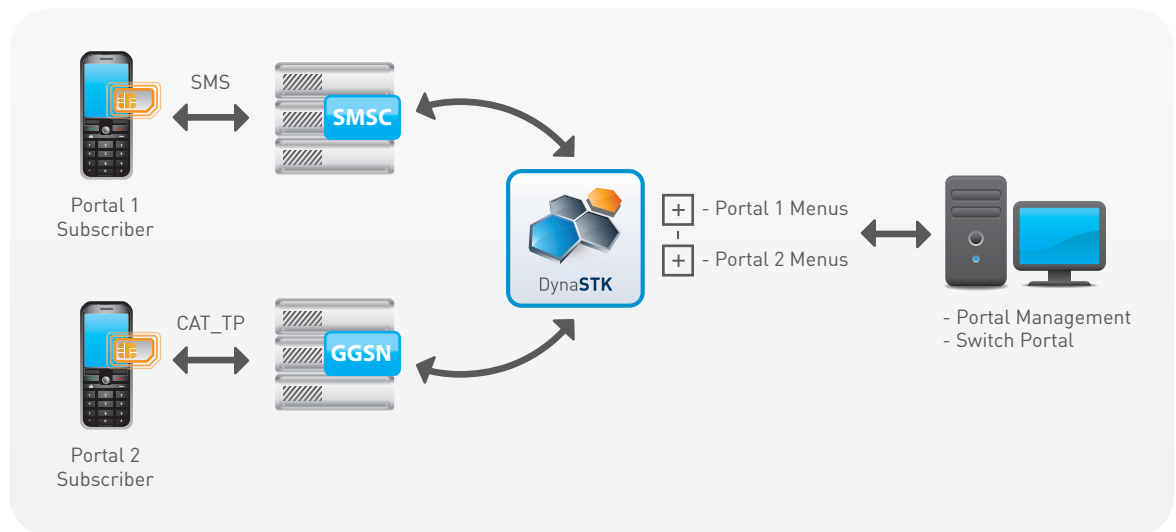 SMS
SMSC
Portal 1
Subscriber
DynaSTK
+ - Portal 1 Menus
+ - Portal 2 Menus
- Portal Management
- Switch Portal
CAT_TP
GGSN
Portal 2
Subscriber